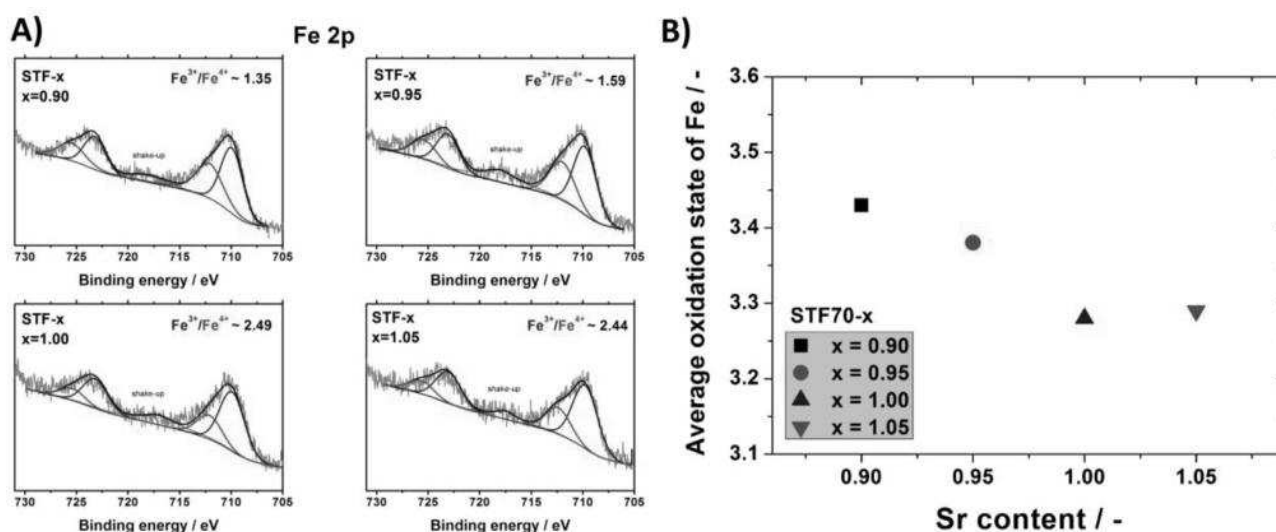 A)
Fe 2p
STF-x
x=0.90
Fe³⁺/Fe⁴⁺ ~ 1.35
shake-up
730 725 720 715 710 705
Binding energy / eV
STF-x
x=0.95
Fe³⁺/Fe⁴⁺ ~ 1.59
shake-up
730 725 720 715 710 705
Binding energy / eV
STF-x
x=1.00
Fe³⁺/Fe⁴⁺ ~ 2.49
shake-up
730 725 720 715 710 705
Binding energy / eV
STF-x
x=1.05
Fe³⁺/Fe⁴⁺ ~ 2.44
shake-up
730 725 720 715 710 705
Binding energy / eV
B)
Average oxidation state of Fe / -
3.6
3.5
3.4
3.3
3.2
3.1
STF70-x
x = 0.90
x = 0.95
x = 1.00
x = 1.05
0.90 0.95 1.00 1.05
Sr content / -